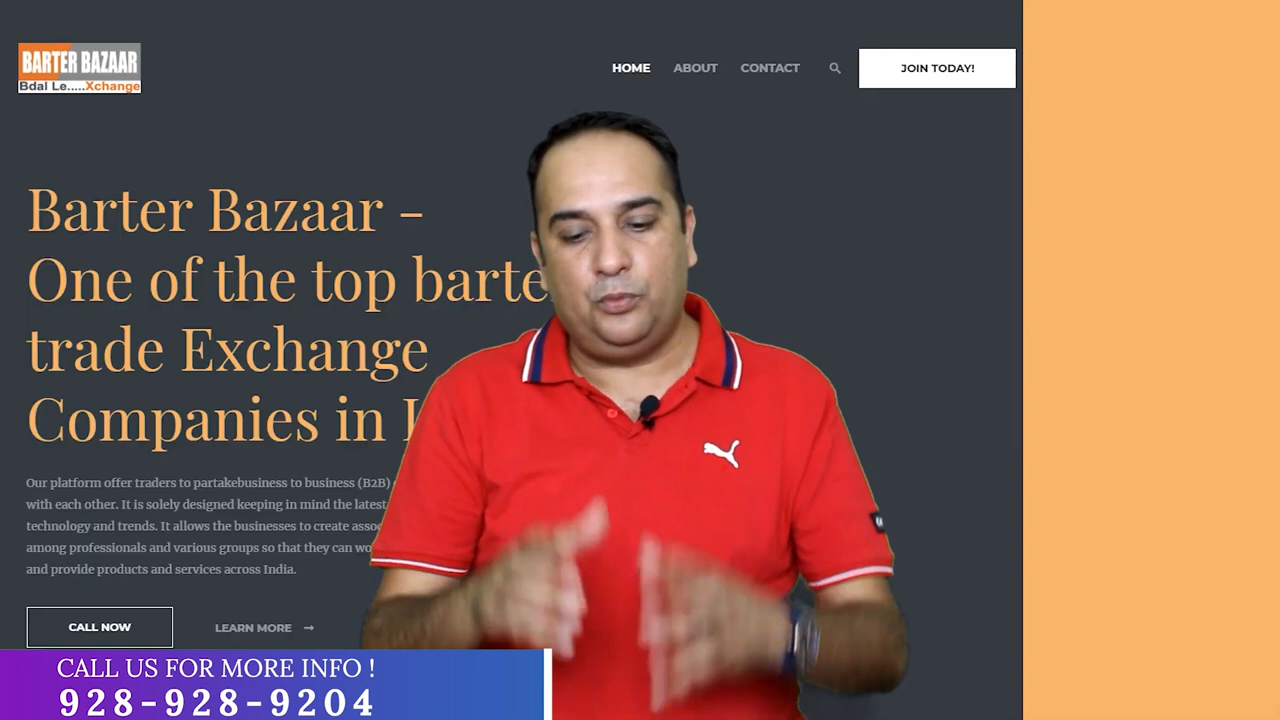 BARTER BAZAAR
Bdal Le.....Xchange
HOME ABOUT CONTACT
JOIN TODAY!
Barter Bazaar -
One of the top barte
trade Exchange
Companies in
Our platform offer traders to partakebusiness to business (B2B)
with each other. It is solely designed keeping in mind the latest
technology and trends. It allows the businesses to create assoc
among professionals and various groups so that they can wo
and provide products and services across India.
CALL NOW
LEARN MORE →
CALL US FOR MORE INFO !
928-928-9204